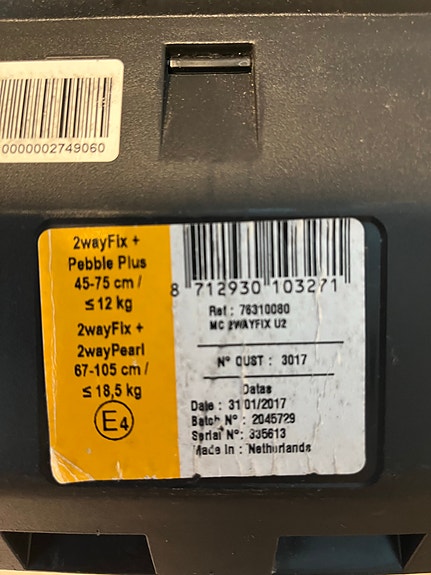 0000002749060
2wayFix +
Pebble Plus
45-75 cm /
≤ 12 kg
2wayFix +
2wayPearl
67-105 cm /
≤ 18,5 kg
E4
8 712930 103271
Ref : 76310080
MC 2WAYFIX U2
N° CUST : 3017
Datas
Date : 31/01/2017
Batch N° : 2045729
Serial N° : 335613
Made In : Netherlands